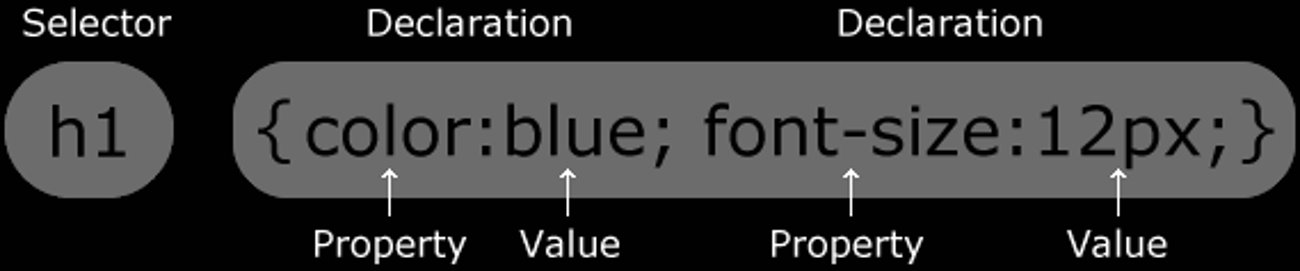 Selector Declaration Declaration
h1 {color:blue; font-size:12px;}
Property Value Property Value